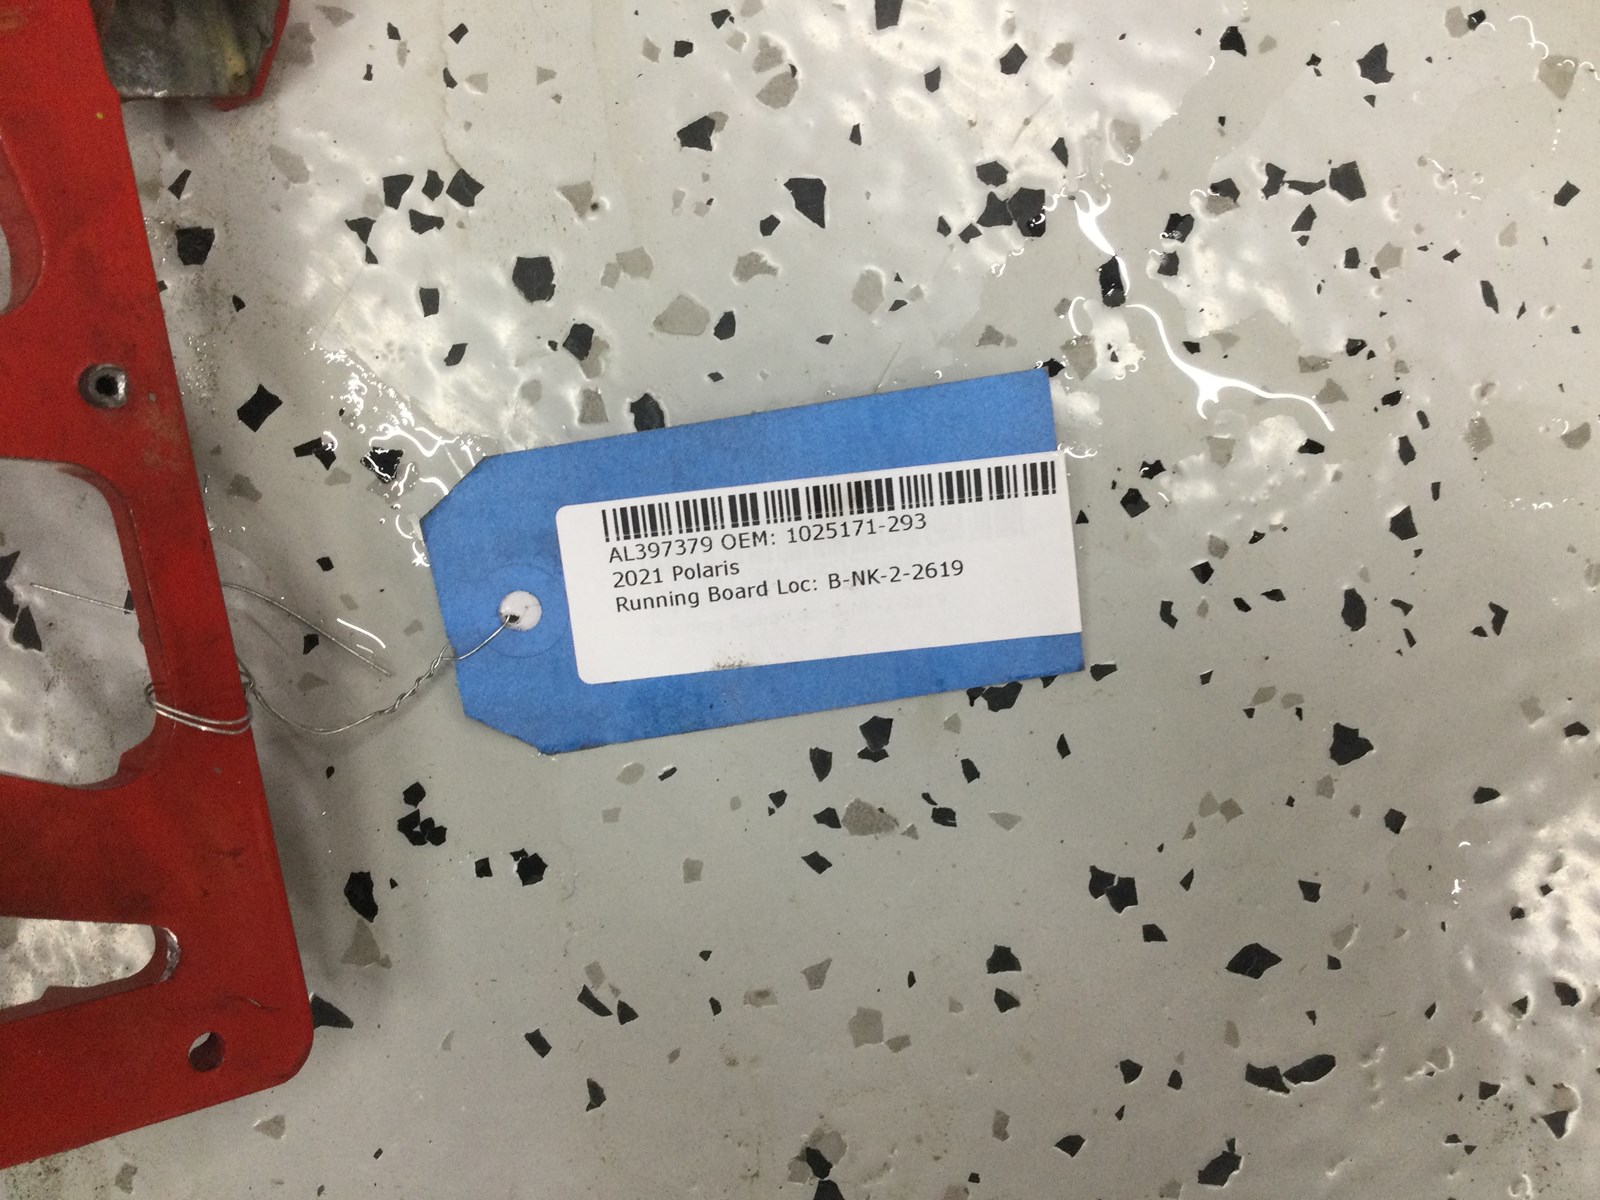 AL397379 OEM: 1025171-293
2021 Polaris
Running Board Loc: B-NK-2-2619